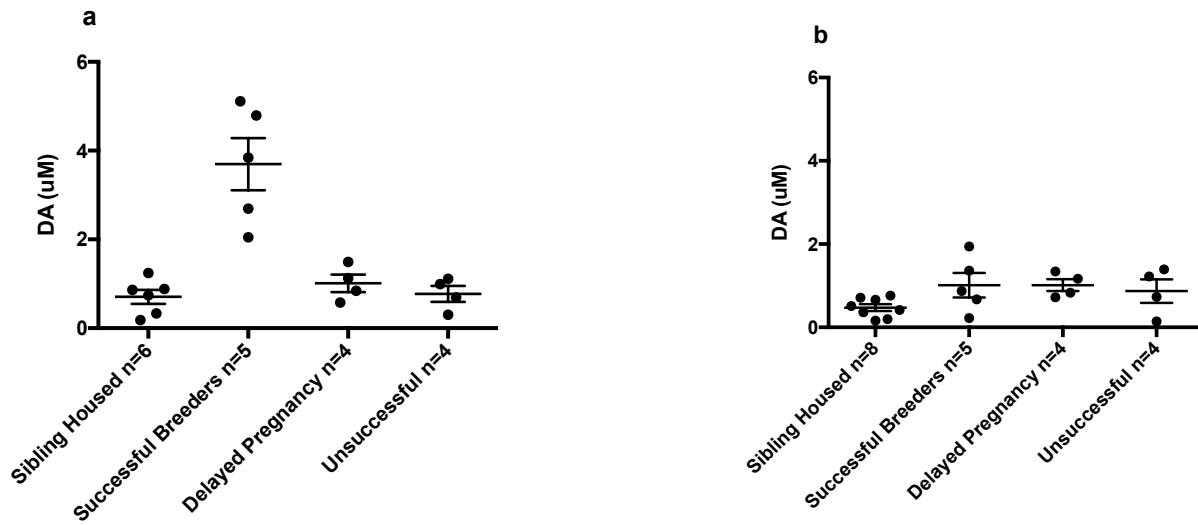 a
6
4
2
0
DA (uM)
Sibling Housed n=6
Successful Breeders n=5
Delayed Pregnancy n=4
Unsuccessful n=4
b
6
4
2
0
DA (uM)
Sibling Housed n=8
Successful Breeders n=5
Delayed Pregnancy n=4
Unsuccessful n=4